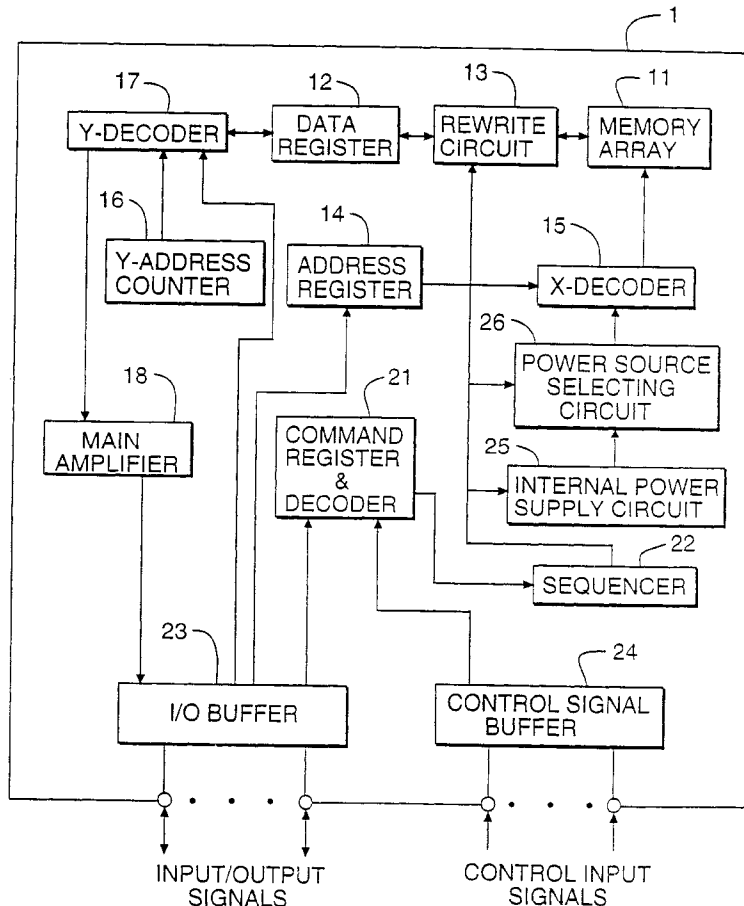 1
17
12
13
11
Y-DECODER
DATA
REGISTER
REWRITE
CIRCUIT
MEMORY
ARRAY
16
Y-ADDRESS
COUNTER
14
ADDRESS
REGISTER
15
X-DECODER
26
POWER SOURCE
SELECTING
CIRCUIT
18
MAIN
AMPLIFIER
21
COMMAND
REGISTER
&
DECODER
25
INTERNAL POWER
SUPPLY CIRCUIT
22
SEQUENCER
23
I/O BUFFER
24
CONTROL SIGNAL
BUFFER
INPUT/OUTPUT
SIGNALS
CONTROL INPUT
SIGNALS